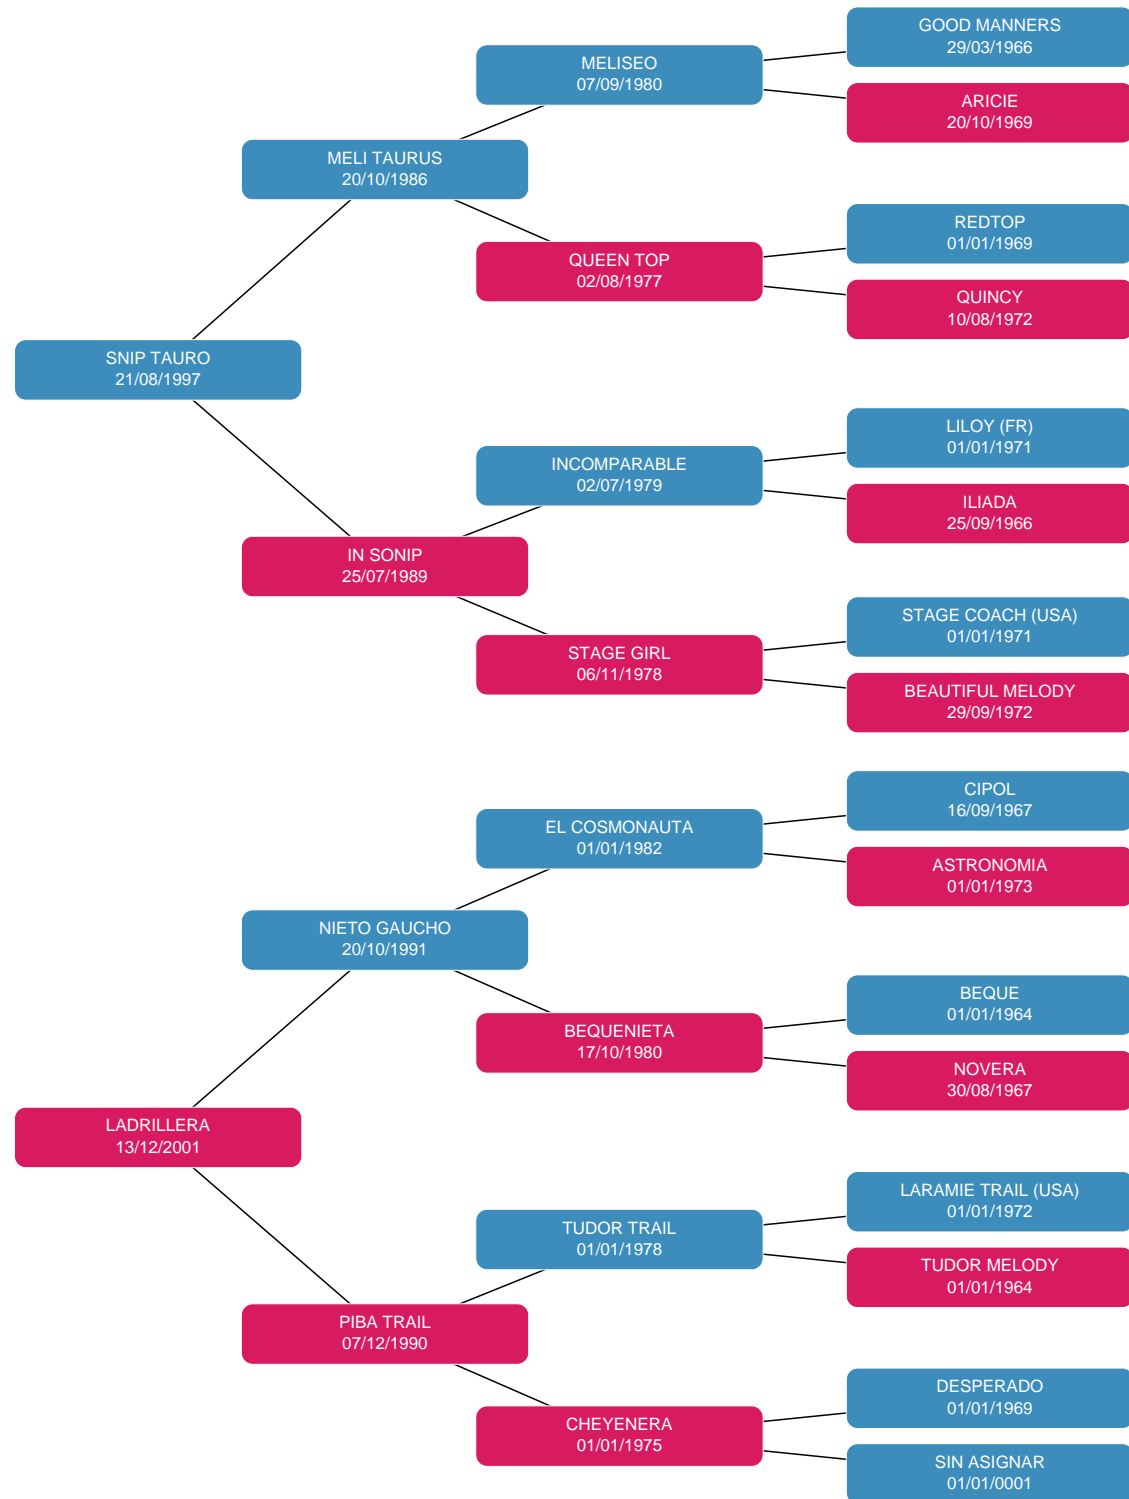 GOOD MANNERS
29/03/1966
MELISEO
07/09/1980
ARICIE
20/10/1969
MELI TAURUS
20/10/1986
REDTOP
01/01/1969
QUEEN TOP
02/08/1977
QUINCY
10/08/1972
SNIP TAURO
21/08/1997
LILOY (FR)
01/01/1971
INCOMPARABLE
02/07/1979
ILIADA
25/09/1966
IN SONIP
25/07/1989
STAGE COACH (USA)
01/01/1971
STAGE GIRL
06/11/1978
BEAUTIFUL MELODY
29/09/1972
CIPOL
16/09/1967
EL COSMONAUTA
01/01/1982
ASTRONOMIA
01/01/1973
NIETO GAUCHO
20/10/1991
BEQUE
01/01/1964
BEQUENIETA
17/10/1980
NOVERA
30/08/1967
LADRILLERA
13/12/2001
LARAMIE TRAIL (USA)
01/01/1972
TUDOR TRAIL
01/01/1978
TUDOR MELODY
01/01/1964
PIBA TRAIL
07/12/1990
DESPERADO
01/01/1969
CHEYENERA
01/01/1975
SIN ASIGNAR
01/01/0001